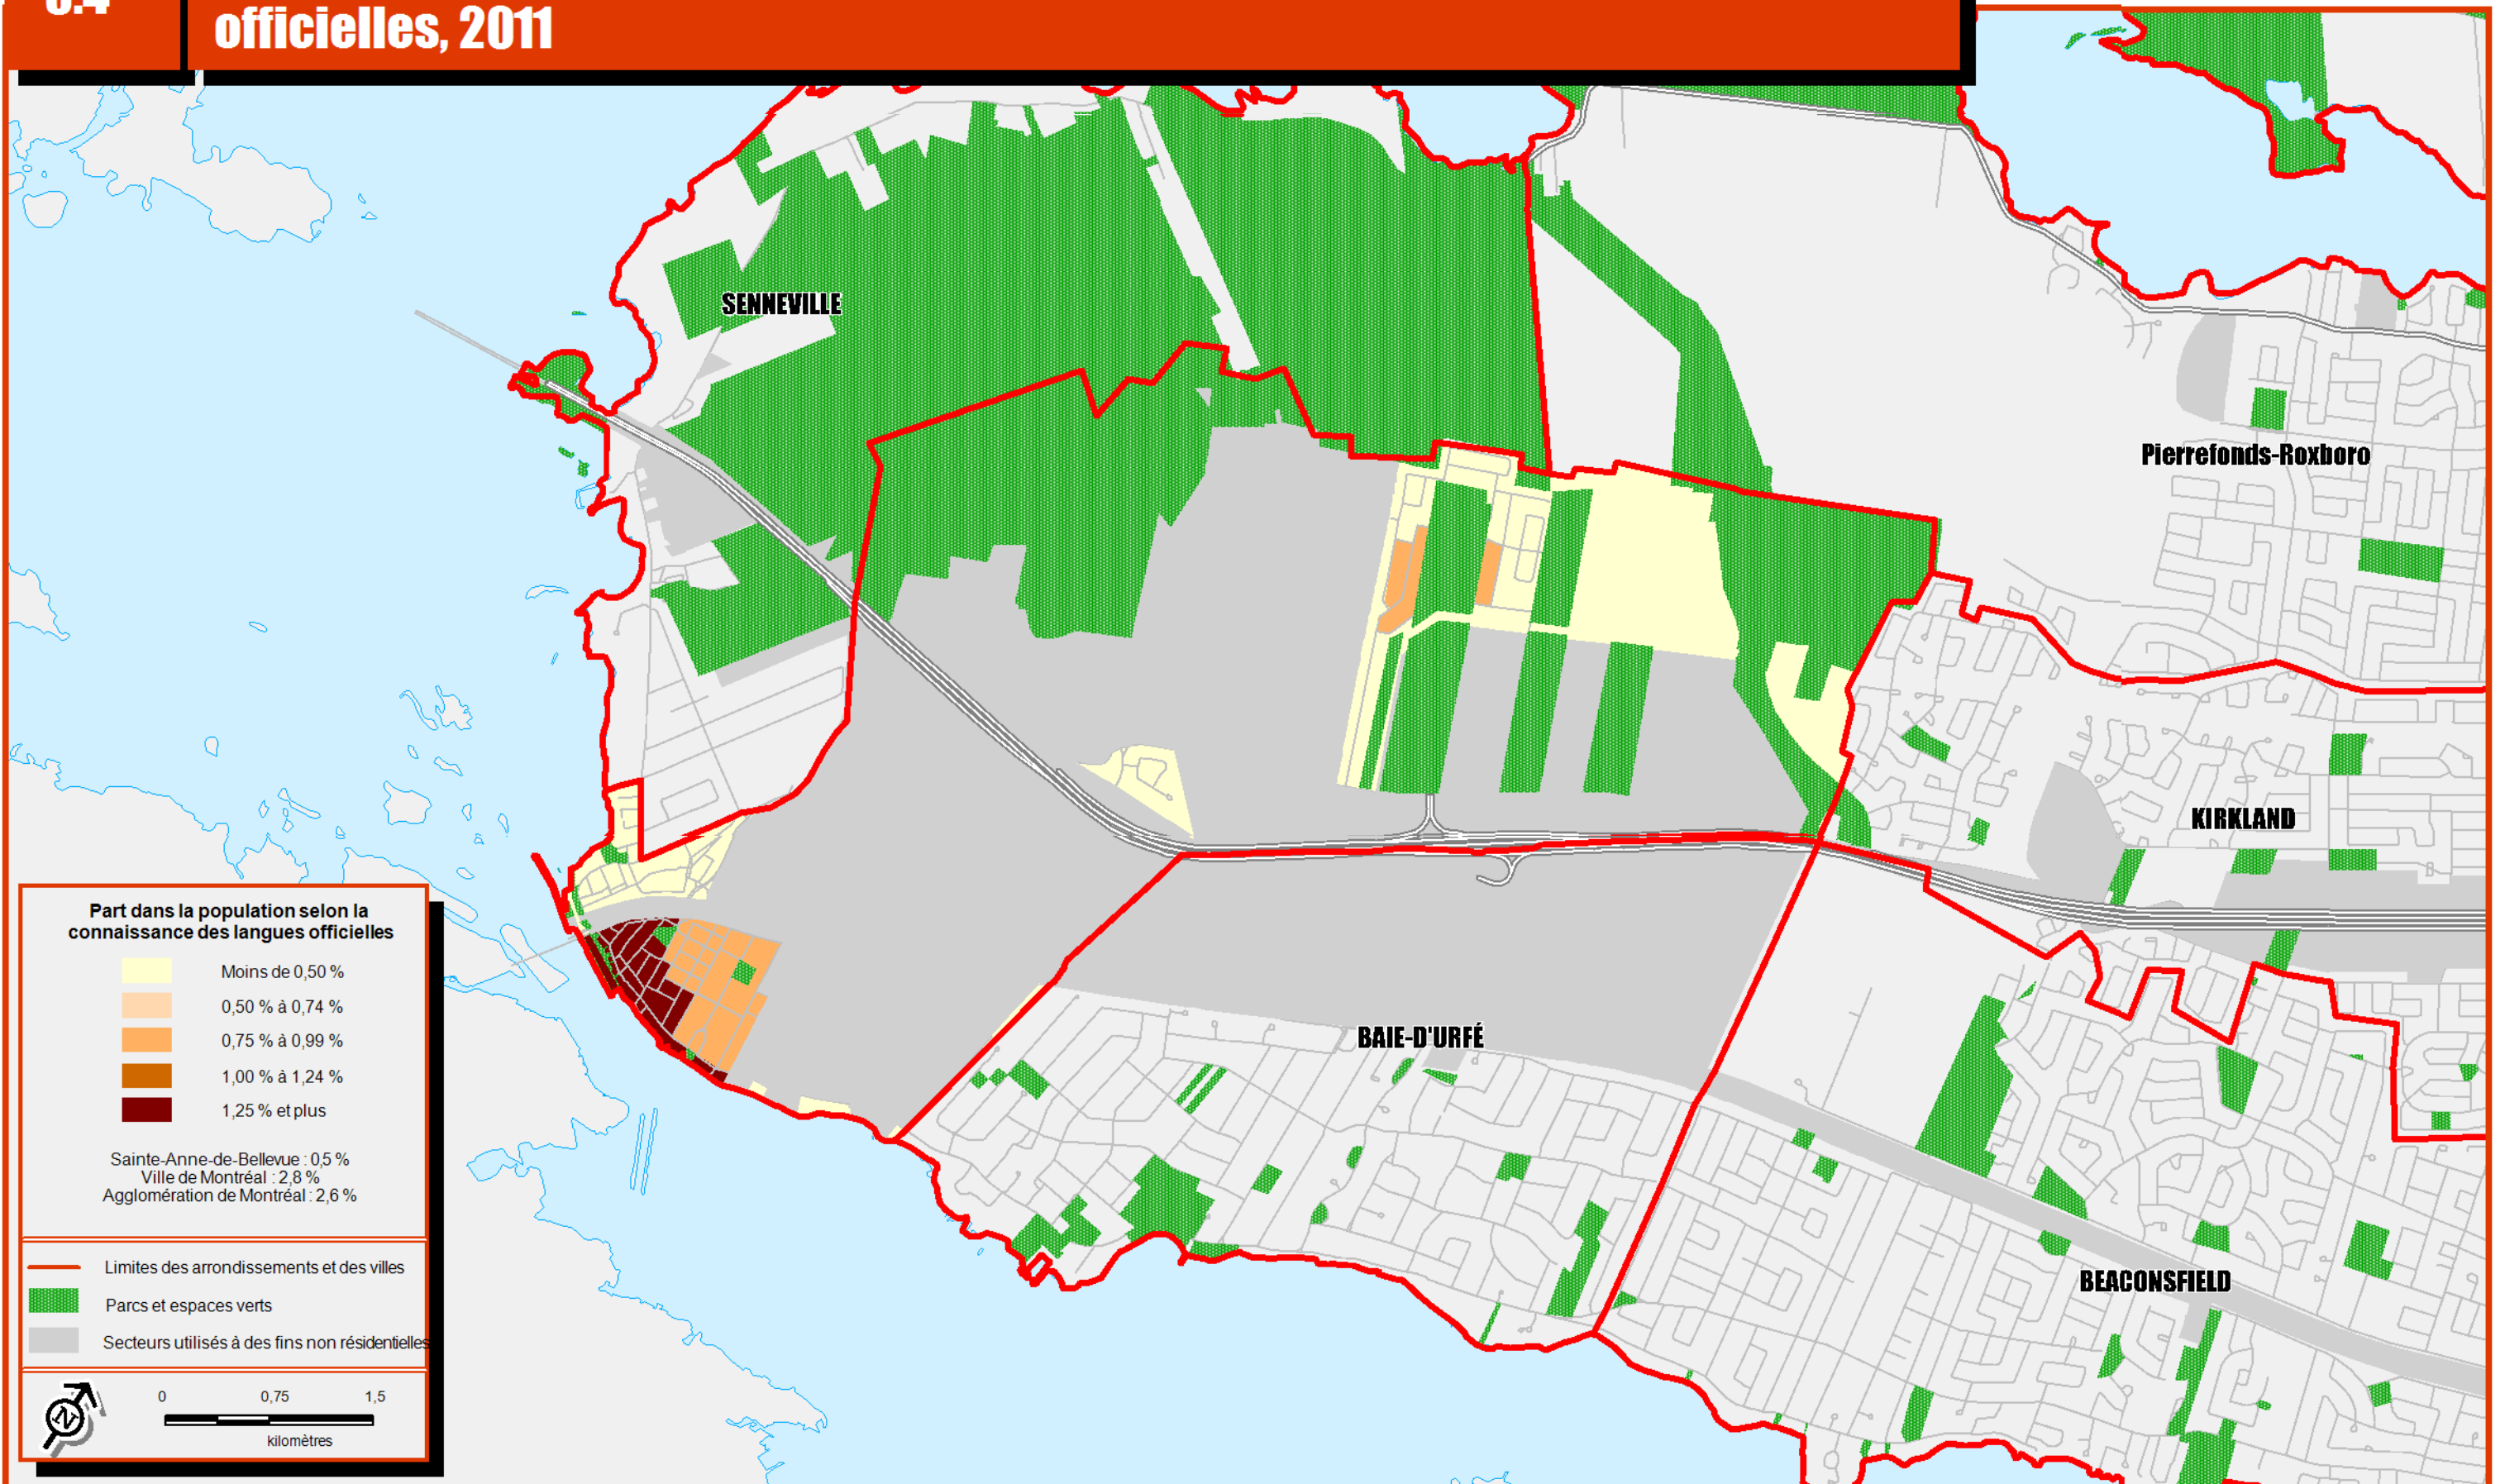 officielles, 2011
SENNEVILLE
Pierrefonds-Roxboro
KIRKLAND
BAIE-D'URFÉ
BEACONSFIELD
Part dans la population selon la
connaissance des langues officielles
Moins de 0,50 %
0,50 % à 0,74 %
0,75 % à 0,99 %
1,00 % à 1,24 %
1,25 % et plus
Sainte-Anne-de-Bellevue : 0,5 %
Ville de Montréal : 2,8 %
Agglomération de Montréal : 2,6 %
Limites des arrondissements et des villes
Parcs et espaces verts
Secteurs utilisés à des fins non résidentielles
N
0 0,75 1,5
kilomètres